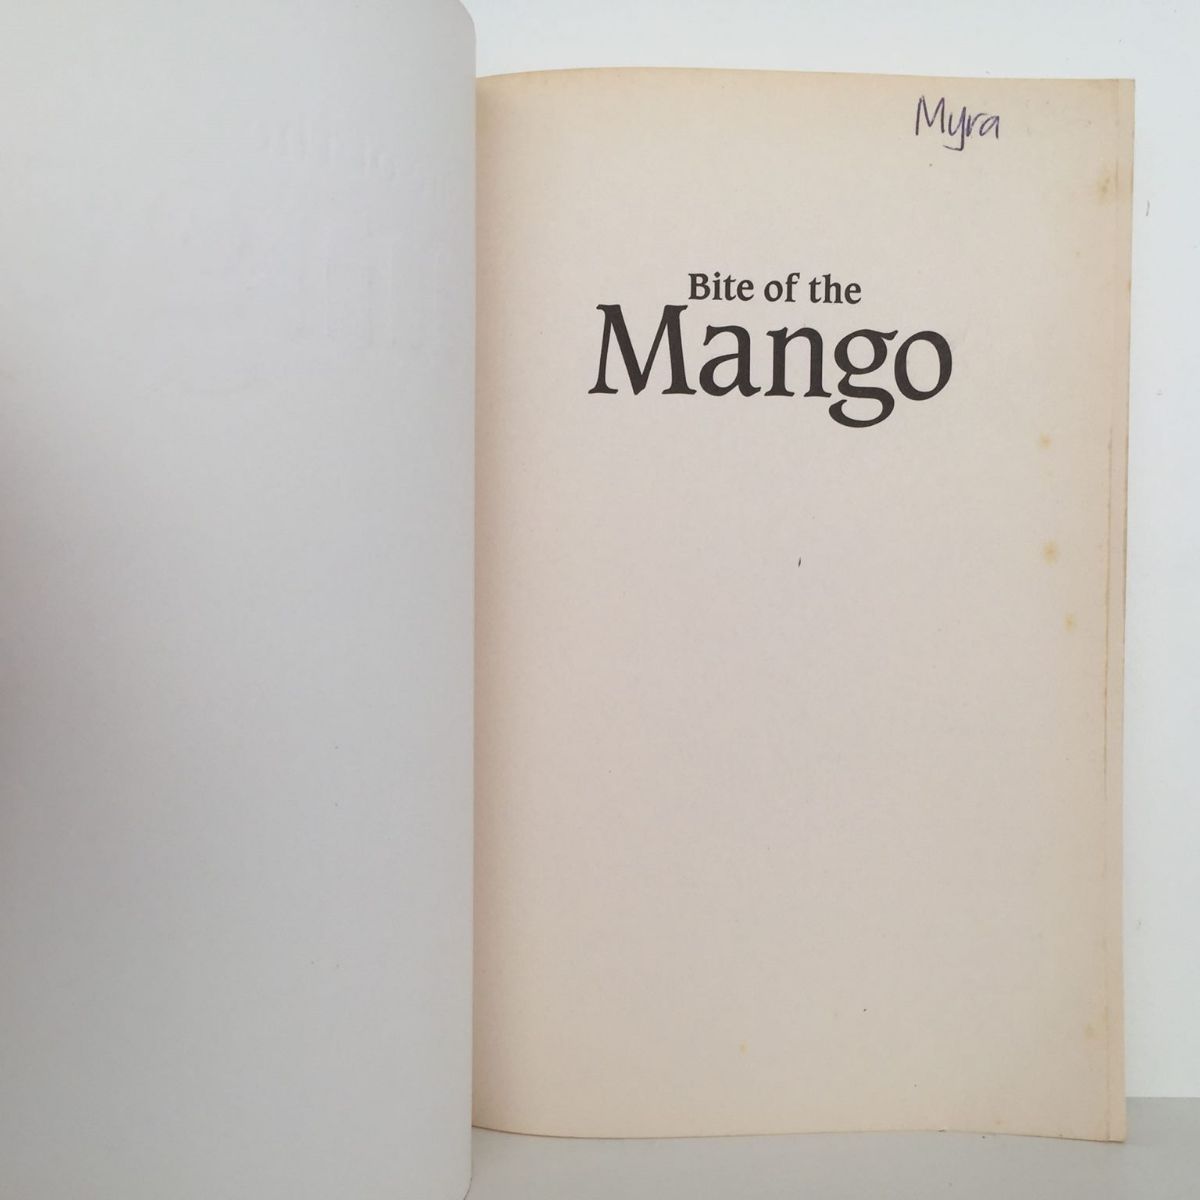 Myra
Bite of the
Mango